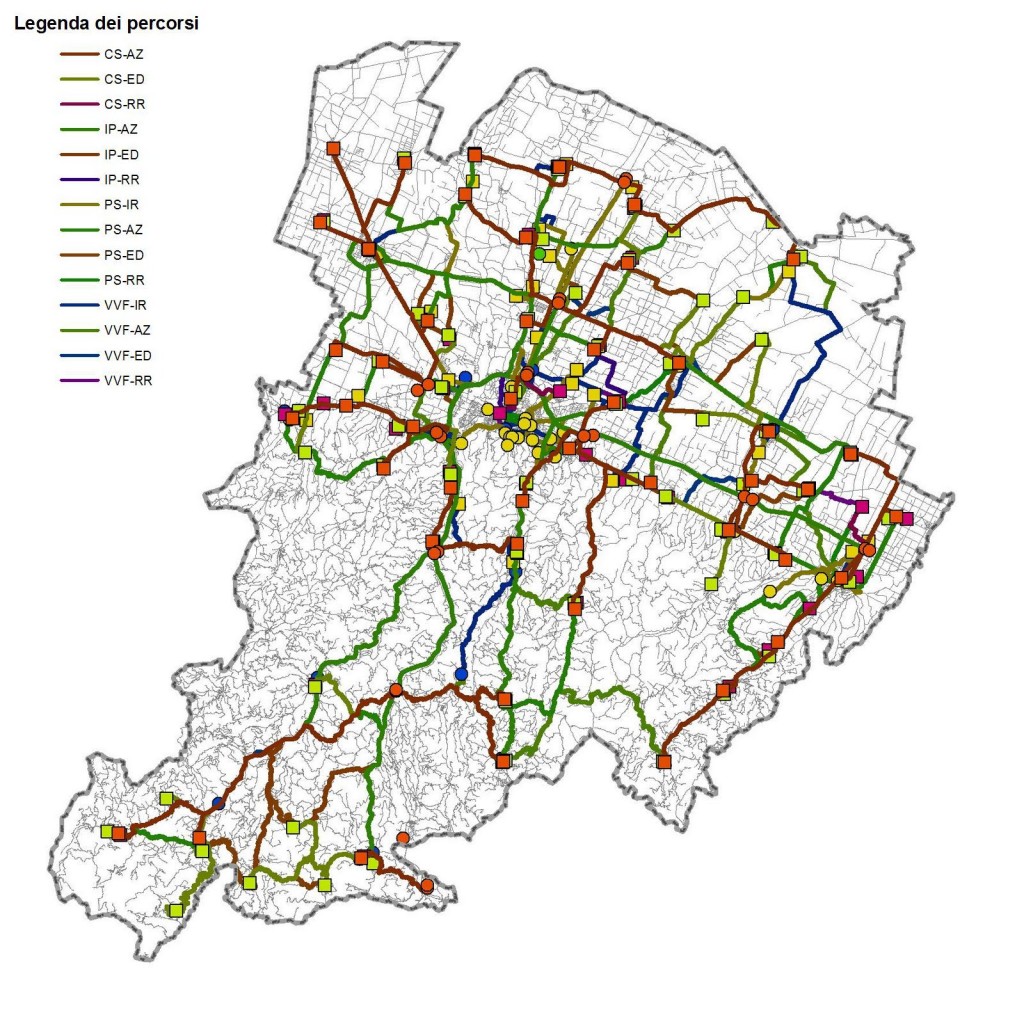 Legenda dei percorsi
CS-AZ
CS-ED
CS-RR
IP-AZ
IP-ED
IP-RR
PS-IR
PS-AZ
PS-ED
PS-RR
VVF-IR
VVF-AZ
VVF-ED
VVF-RR